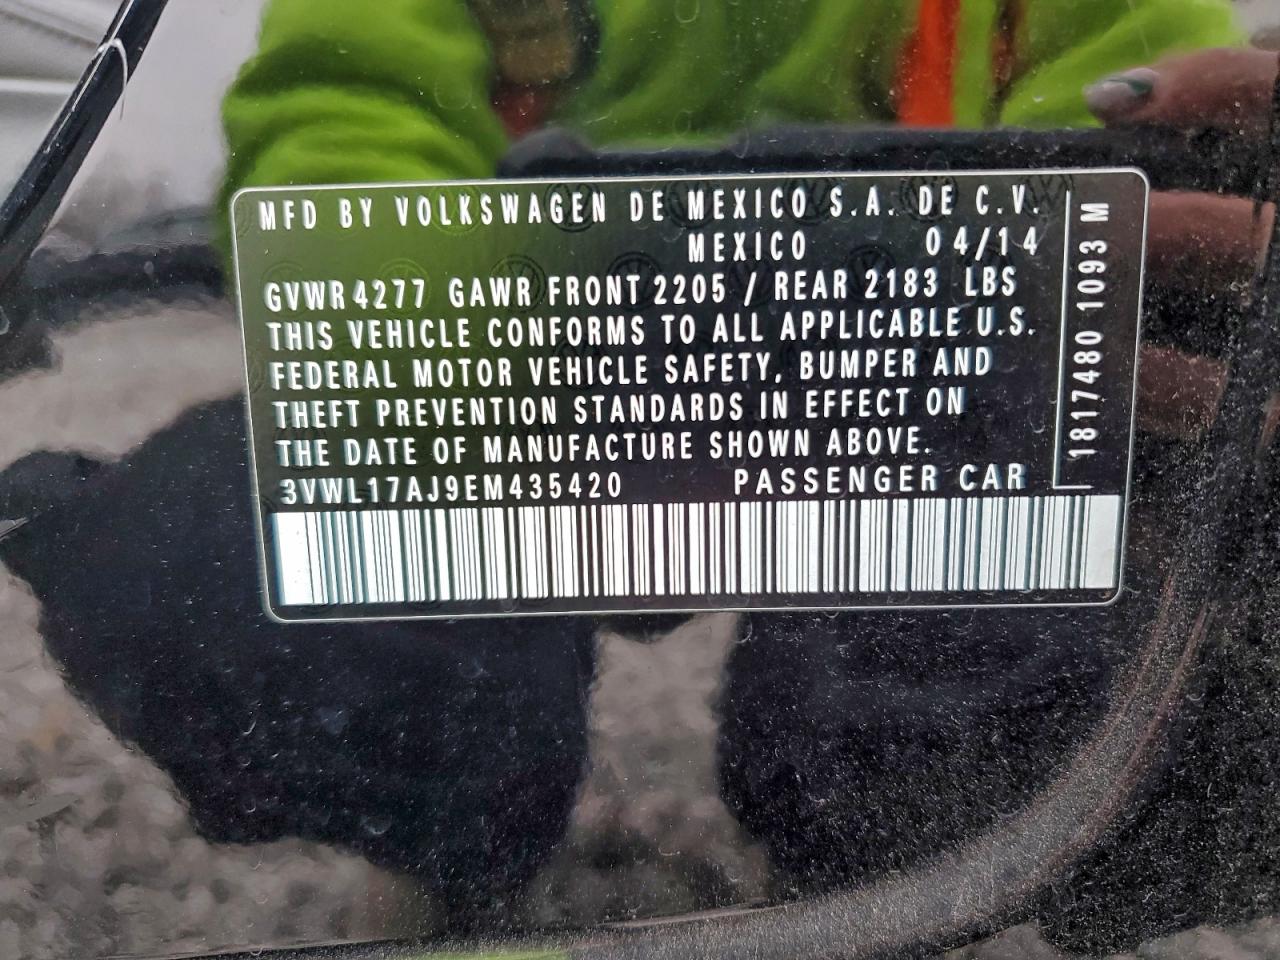 MFD BY VOLKSWAGEN DE MEXICO S.A. DE C.V.
MEXICO 04/14
GVWR 4277 GAWR FRONT 2205 / REAR 2183 LBS
THIS VEHICLE CONFORMS TO ALL APPLICABLE U.S.
FEDERAL MOTOR VEHICLE SAFETY, BUMPER AND
THEFT PREVENTION STANDARDS IN EFFECT ON
THE DATE OF MANUFACTURE SHOWN ABOVE.
3VWL17AJ9EM435420 PASSENGER CAR
1817480 1093 M